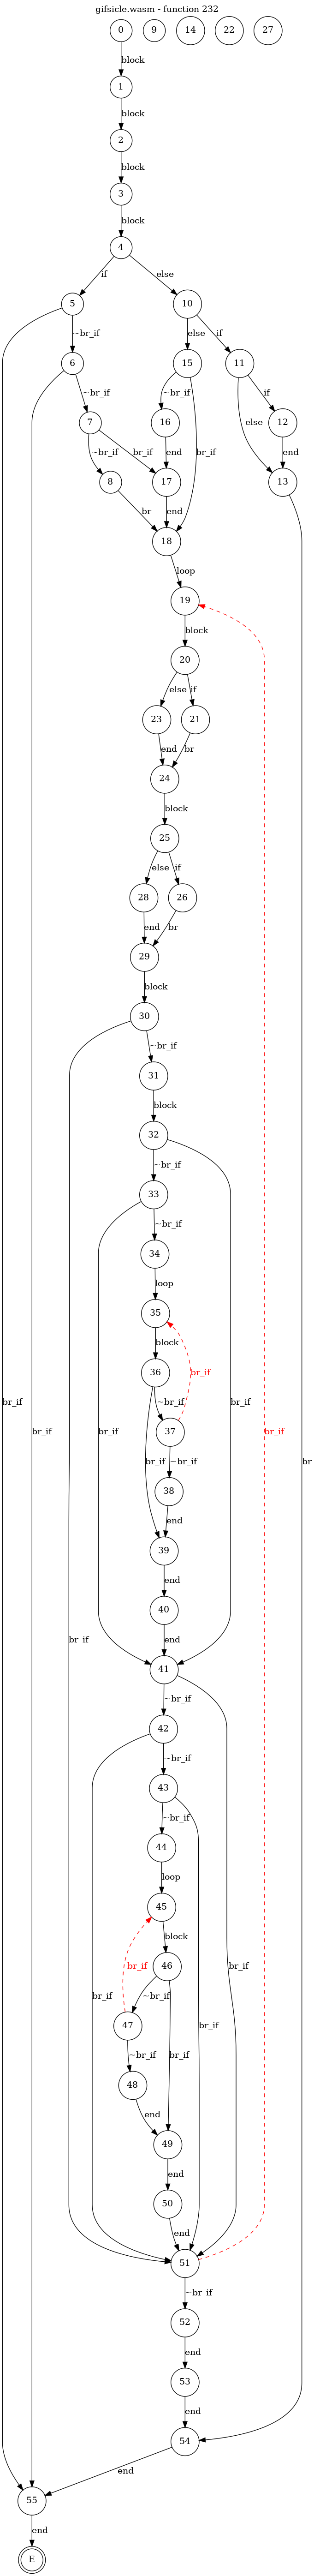 gifsicle.wasm - function 232
0 9 14 22 27
block
1
block
2
block
3
block
4
if else
5 10
~br_if else if
6 15 11
~br_if ~br_if else if
7 16 12
~br_if br_if end br_if end
8 17 13
br end
18
loop
19
block
20
else if
23 21
end br
24
block
25
else if
28 26
end br
29
block
30
~br_if
31
block
32
~br_if
33
~br_if
34
loop
35
block
36
~br_if br_if
37
br_if br_if br_if ~br_if br_if br_if br_if br
38
end
39
end
40
br_if end
41
~br_if
42
~br_if
43
~br_if
44
loop
45
block
46
br_if br_if ~br_if br_if
47
~br_if br_if br_if
48
end
49
end
50
end
51
~br_if
52
end
53
end
54
end
55
end
E